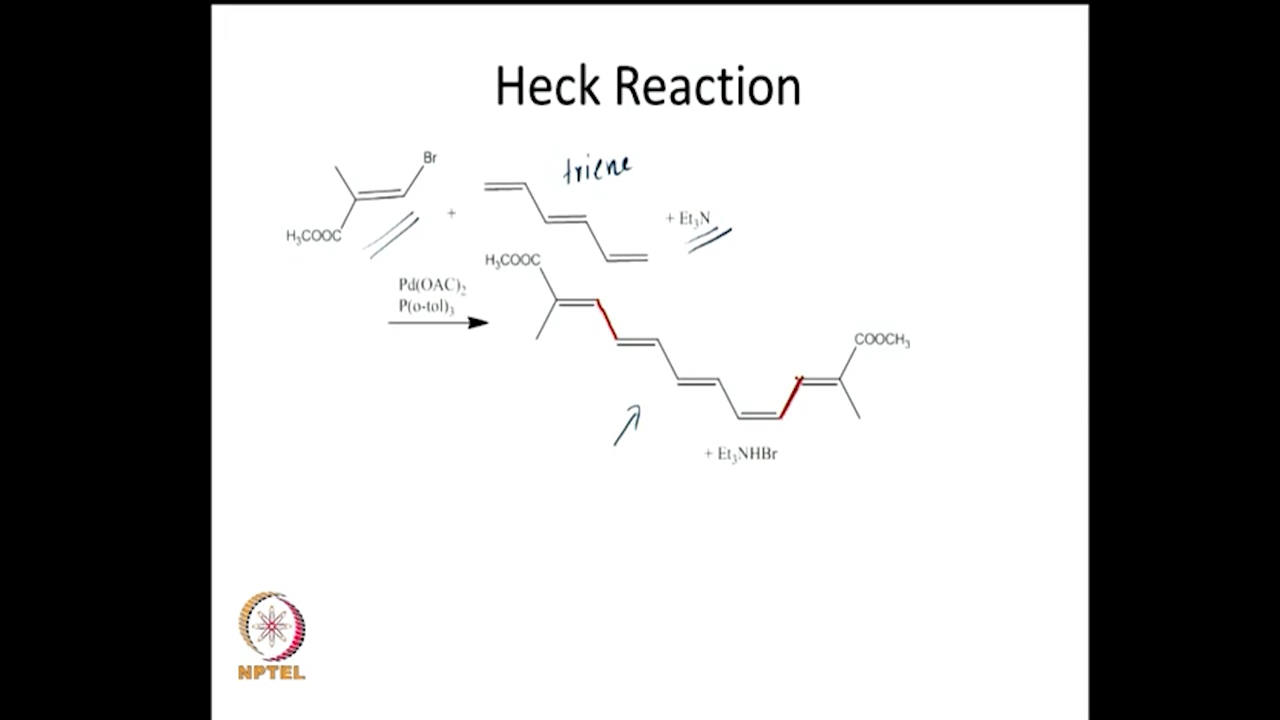 Heck Reaction
Br
triene
H₃COOC
+
+ Et₃N
H₃COOC
Pd(OAC)₂
P(o-tol)₃
COOCH₃
+ Et₃NHBr
NPTEL